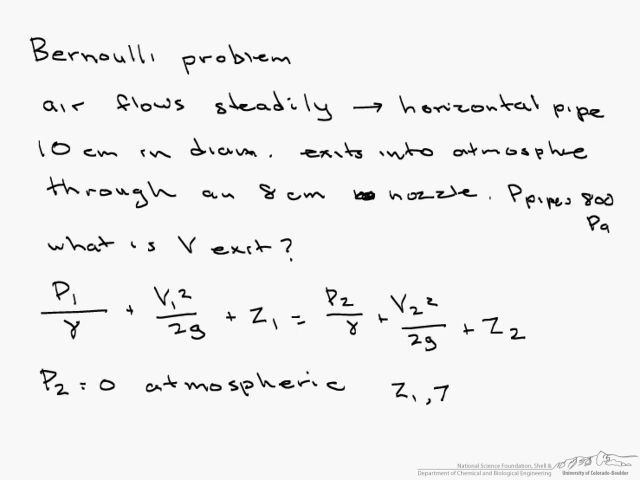 Bernoulli problem
air flows steadily → horizontal pipe
10 cm in diam. exits into atmosphe
through an 8 cm nozzle. Ppipe = 800
Pa
what is V exit?
P₁/γ + V₁²/2g + Z₁ = P₂/γ + V₂²/2g + Z₂
P₂ = 0 atmospheric Z₁, 7
National Science Foundation, Shell &
Department of Chemical and Biological Engineering
University of Colorado-Boulder